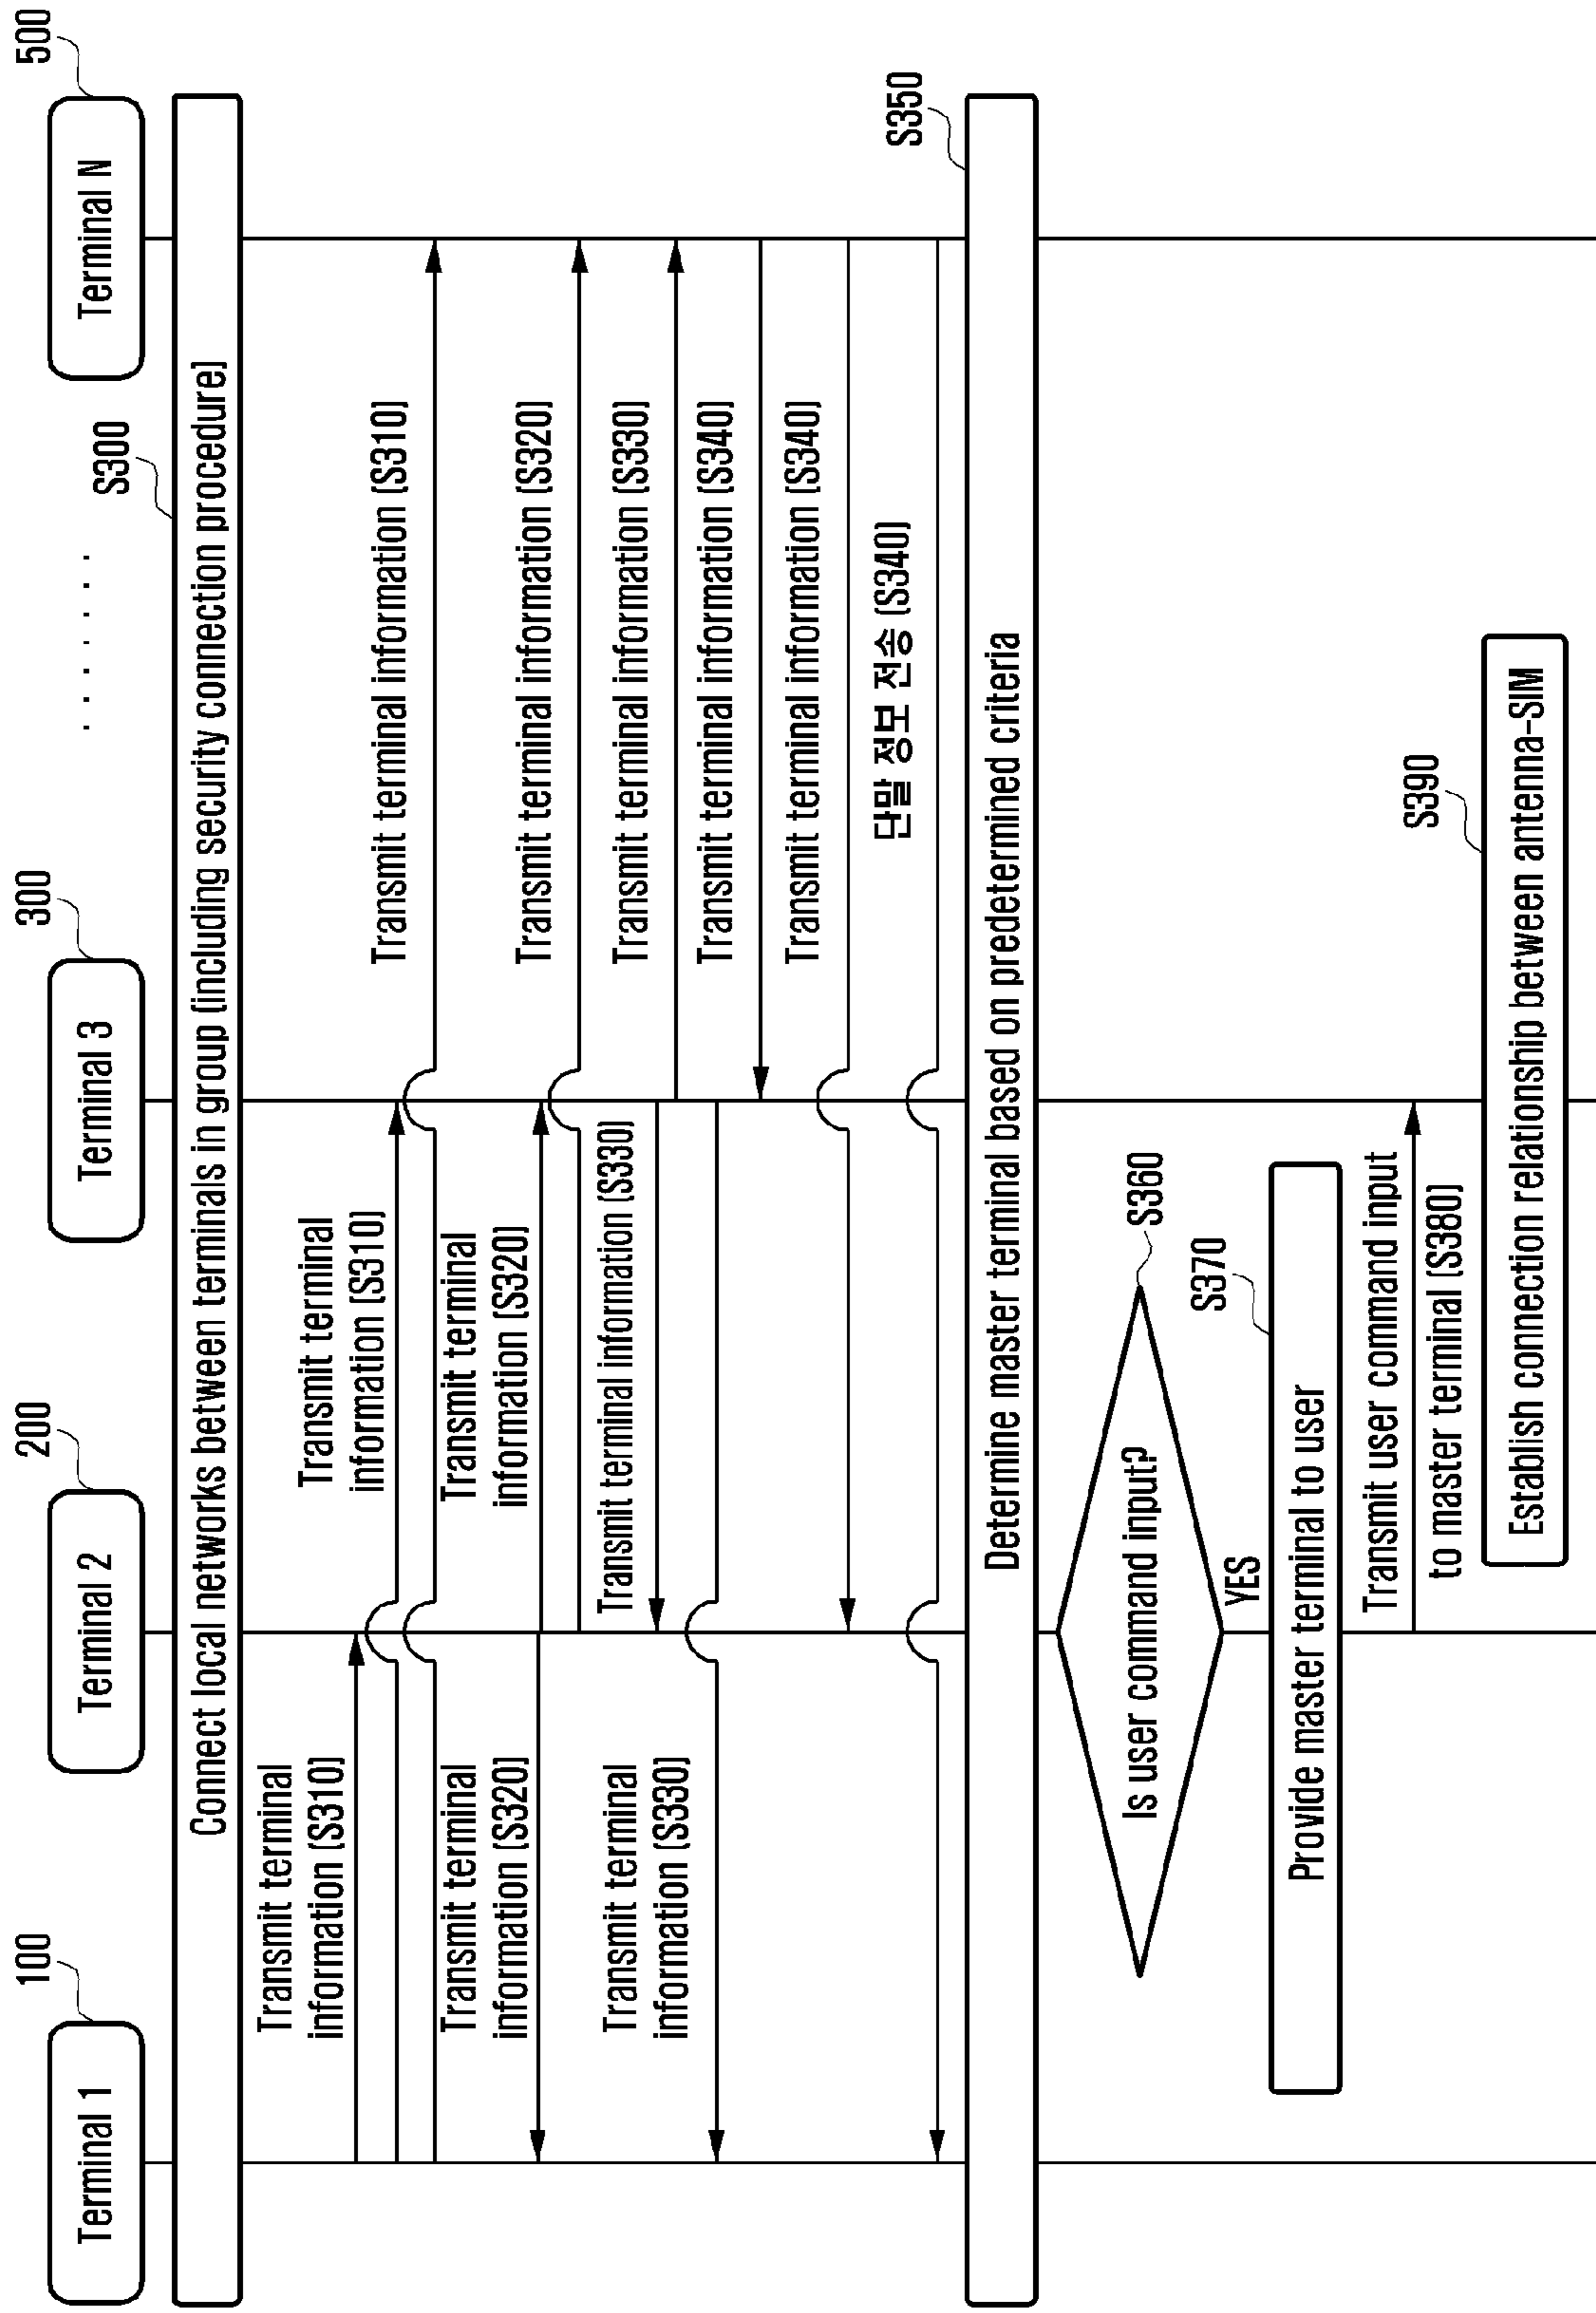 100
200
300
500
Terminal 1
Terminal 2
Terminal 3
. . . . . . .
Terminal N
S300
Connect local networks between terminals in group (including security connection procedure)
Transmit terminal
information (S310)
Transmit terminal
information (S310)
Transmit terminal information (S310)
Transmit terminal
information (S320)
Transmit terminal
information (S320)
Transmit terminal information (S320)
Transmit terminal
information (S330)
Transmit terminal information (S330)
Transmit terminal information (S330)
Transmit terminal information (S340)
Transmit terminal information (S340)
단말 정보 전송 (S340)
S350
Determine master terminal based on predetermined criteria
S360
Is user command input?
YES
S370
Provide master terminal to user
Transmit user command input
to master terminal (S380)
S390
Establish connection relationship between antenna-SIM